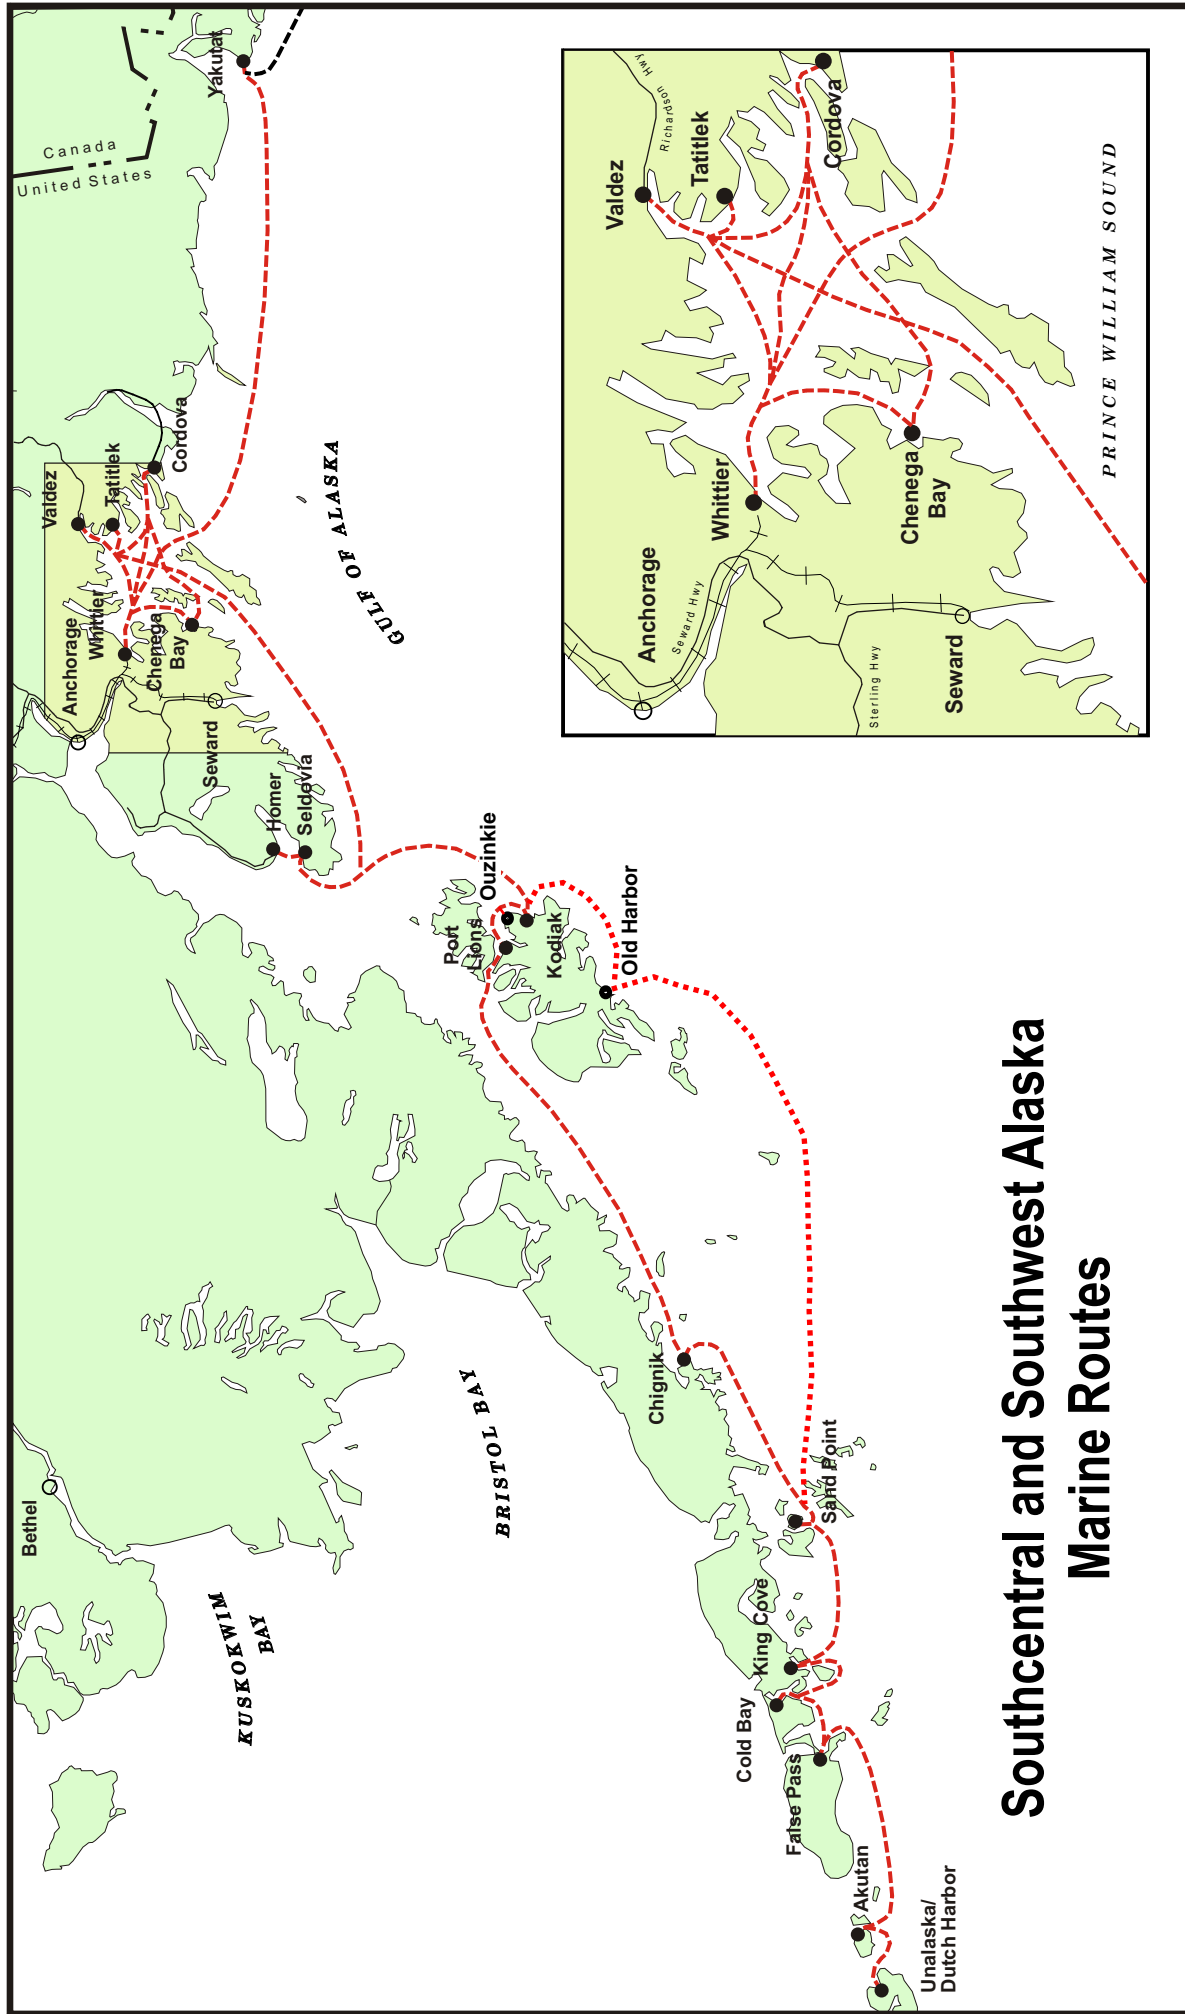 Southcentral and Southwest Alaska
Marine Routes
Bethel
KUSKOKWIM
BAY
BRISTOL BAY
GULF OF ALASKA
Canada
United States
Yakutat
Cordova
Tatitlek
Valdez
Whittier
Anchorage
Chenega
Bay
Seward
Homer
Seldovia
Ouzinkie
Port
Lions
Kodiak
Old Harbor
Chignik
Sand Point
King Cove
Cold Bay
False Pass
Akutan
Unalaska/
Dutch Harbor
Richardson
Hwy
Valdez
Tatitlek
Cordova
Whittier
Anchorage
Seward Hwy
Sterling Hwy
Seward
Chenega
Bay
PRINCE WILLIAM SOUND